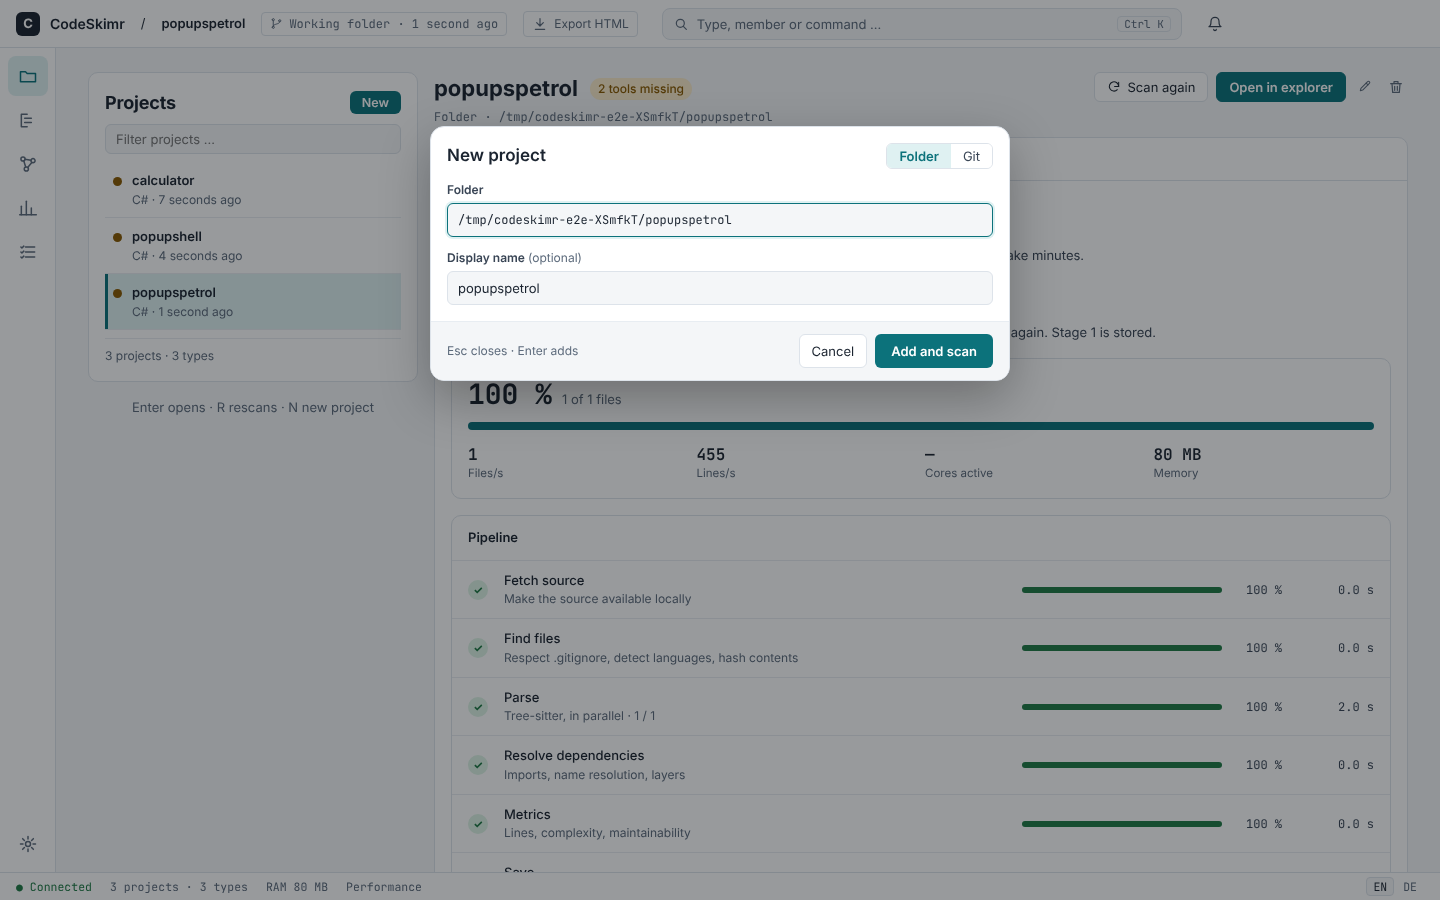 C CodeSkimr / popupspetrol Working folder · 1 second ago Export HTML Type, member or command ... Ctrl K
Projects
New
Filter projects ...
calculator
C# · 7 seconds ago
popupshell
C# · 4 seconds ago
popupspetrol
C# · 1 second ago
3 projects · 3 types
Enter opens · R rescans · N new project
popupspetrol 2 tools missing
Scan again Open in explorer
Folder · /tmp/codeskimr-e2e-XSmfkT/popupspetrol
New project
Folder Git
Folder
/tmp/codeskimr-e2e-XSmfkT/popupspetrol
Display name (optional)
popupspetrol
Esc closes · Enter adds
Cancel Add and scan
minutes.
again. Stage 1 is stored.
100 % 1 of 1 files
1
Files/s
455
Lines/s
–
Cores active
80 MB
Memory
Pipeline
Fetch source
Make the source available locally
100 % 0.0 s
Find files
Respect .gitignore, detect languages, hash contents
100 % 0.0 s
Parse
Tree-sitter, in parallel · 1 / 1
100 % 2.0 s
Resolve dependencies
Imports, name resolution, layers
100 % 0.0 s
Metrics
Lines, complexity, maintainability
100 % 0.0 s
Connected 3 projects · 3 types RAM 80 MB Performance
EN DE